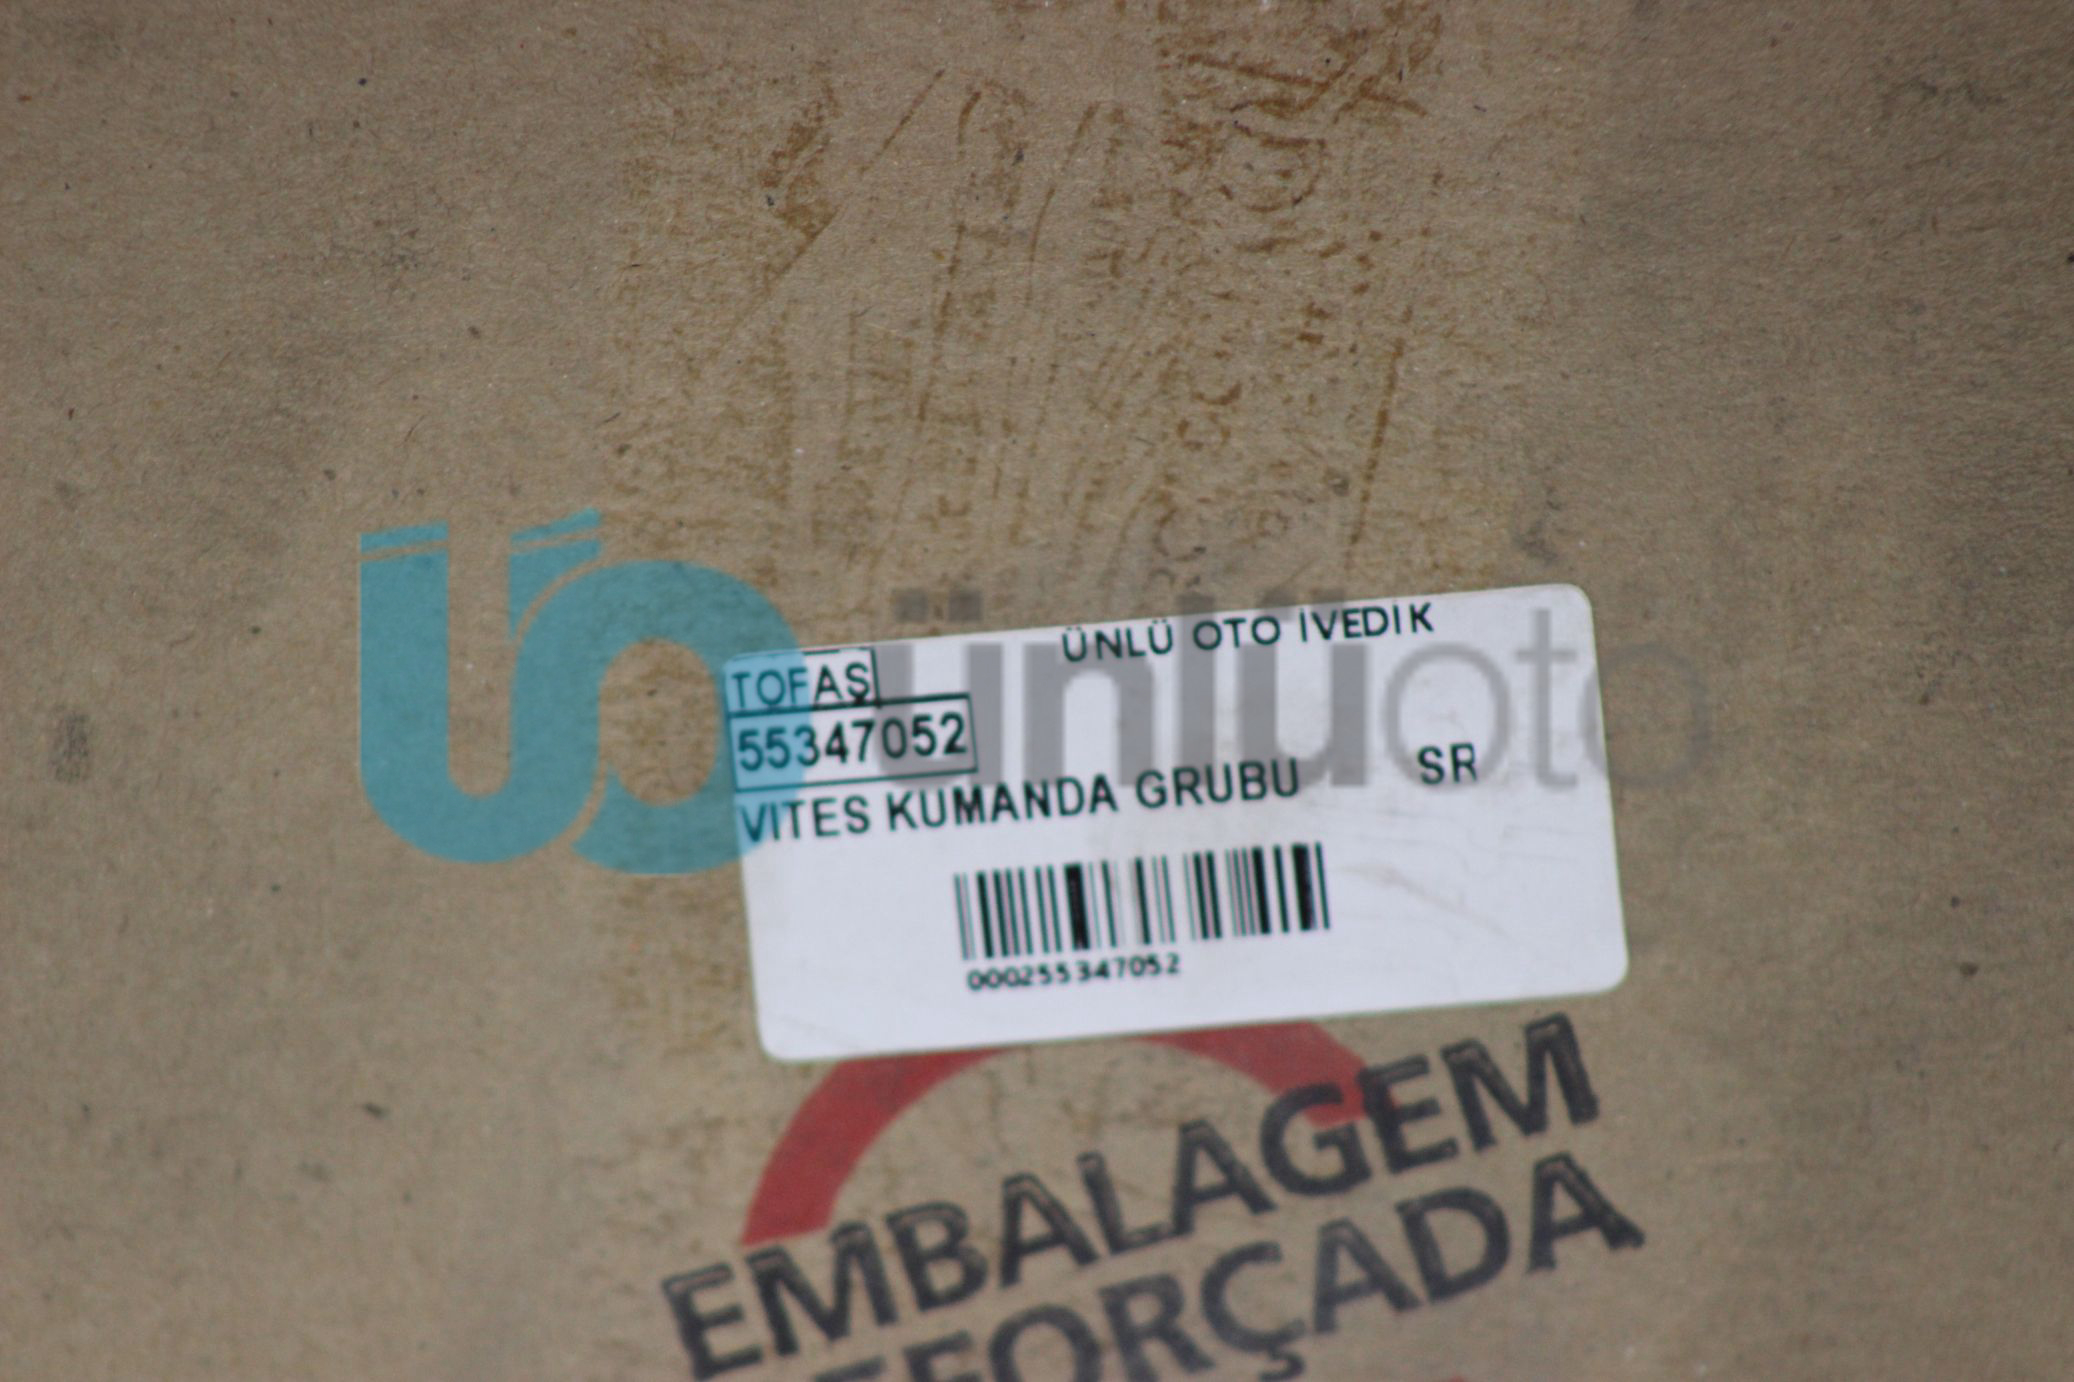 ünlüoto
ÜNLÜ OTO İVEDİK
TOFAŞ
55347052
VITES KUMANDA GRUBU SR
000255347052
EMBALAGEM